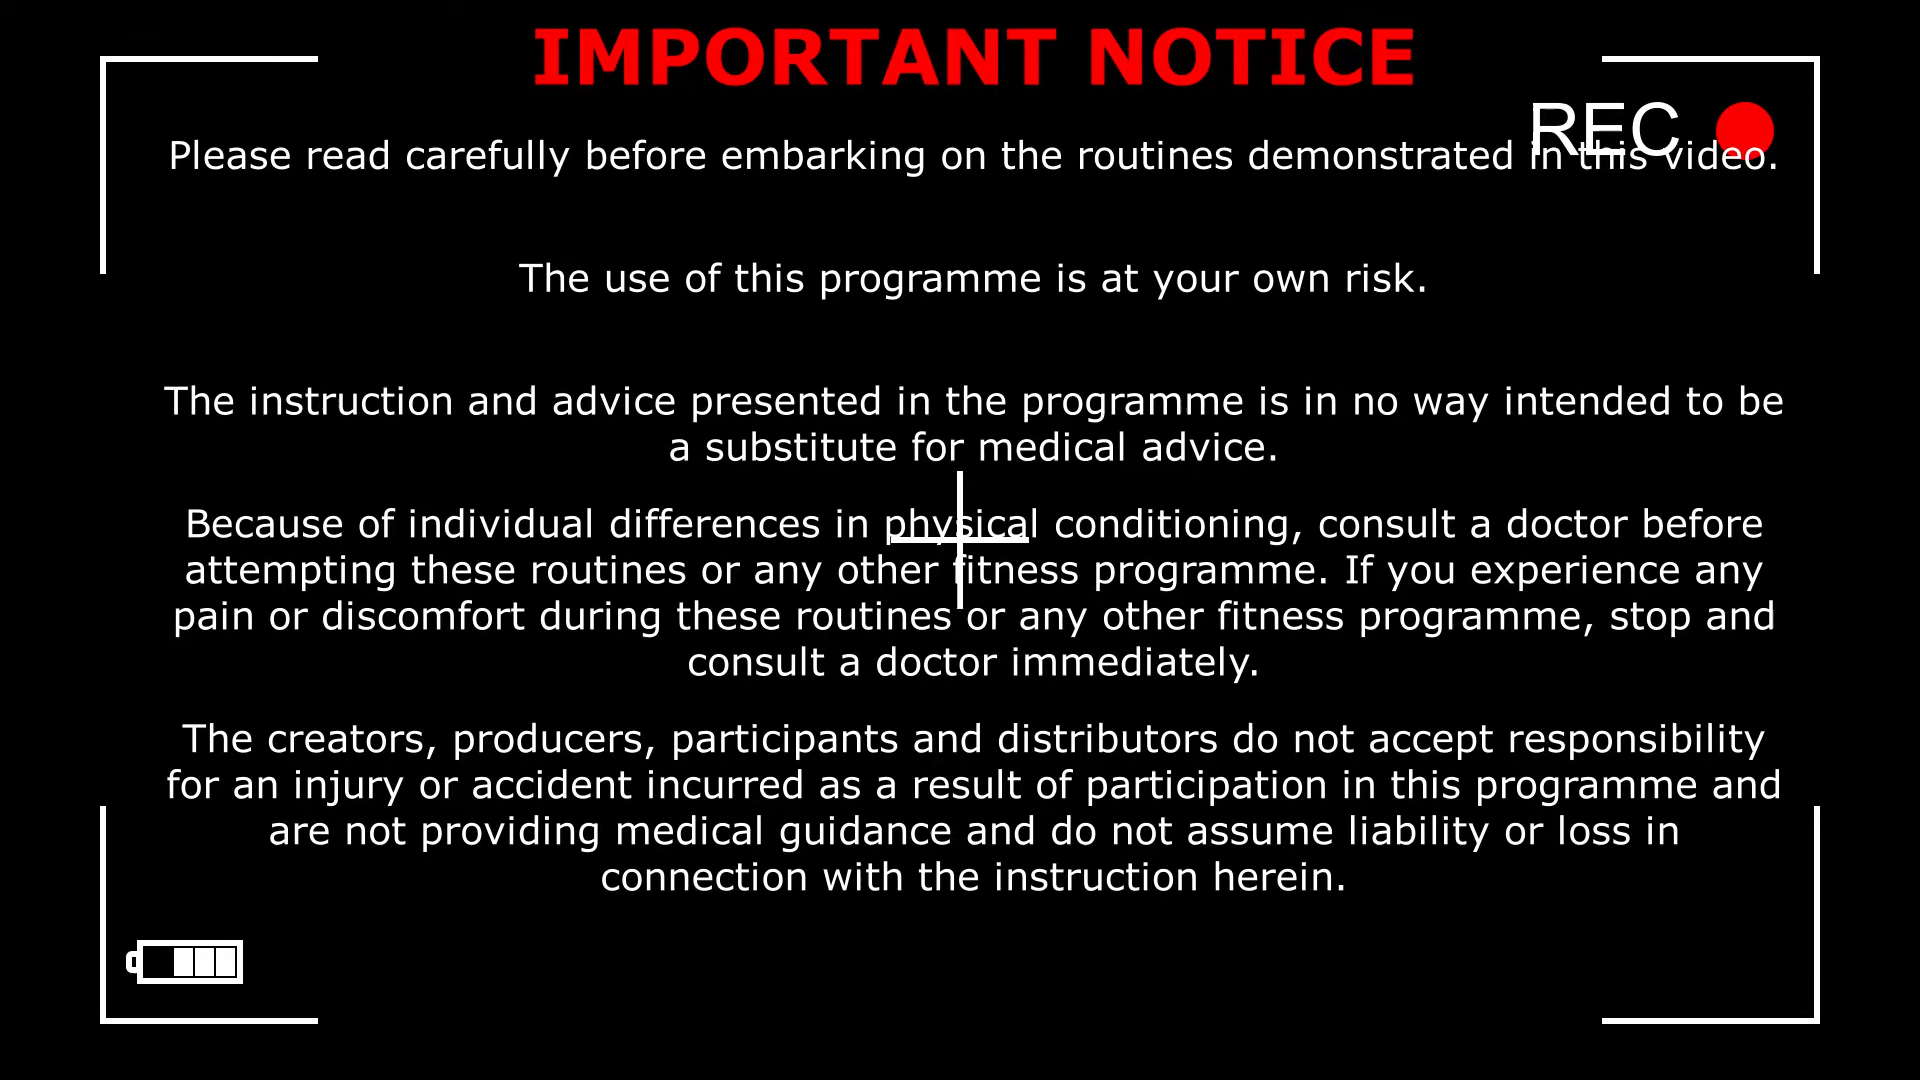 IMPORTANT NOTICE
REC
Please read carefully before embarking on the routines demonstrated in this video.
The use of this programme is at your own risk.
The instruction and advice presented in the programme is in no way intended to be
a substitute for medical advice.
Because of individual differences in physical conditioning, consult a doctor before
attempting these routines or any other fitness programme. If you experience any
pain or discomfort during these routines or any other fitness programme, stop and
consult a doctor immediately.
The creators, producers, participants and distributors do not accept responsibility
for an injury or accident incurred as a result of participation in this programme and
are not providing medical guidance and do not assume liability or loss in
connection with the instruction herein.